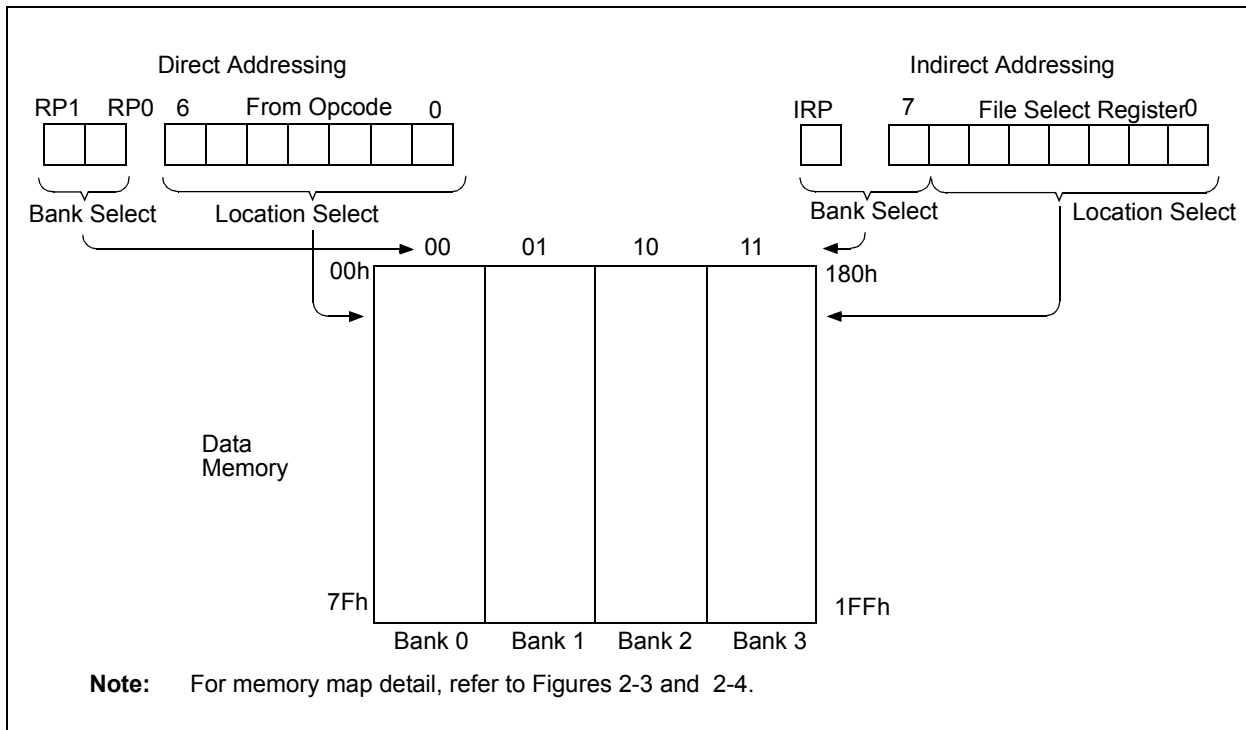 Direct Addressing
Indirect Addressing
RP1 RP0 6 From Opcode 0
IRP 7 File Select Register 0
Bank Select Location Select
Bank Select Location Select
00 01 10 11
00h
180h
Data
Memory
7Fh
1FFh
Bank 0 Bank 1 Bank 2 Bank 3
Note: For memory map detail, refer to Figures 2-3 and 2-4.